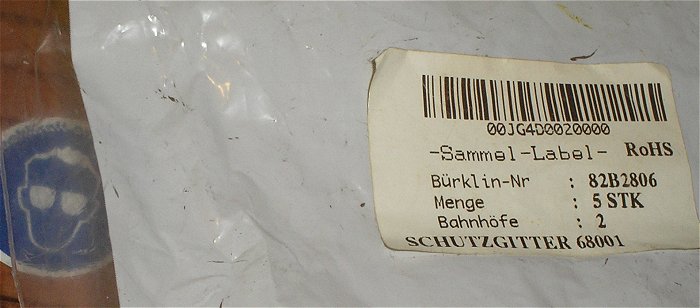 00JG4D0020000
-Sammel-Label- RoHS
Bürklin-Nr : 82B2806
Menge : 5 STK
Bahnhöfe : 2
SCHUTZGITTER 68001